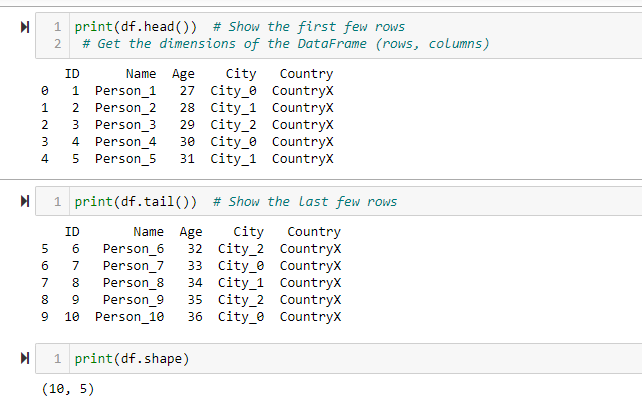 1 print(df.head())  # Show the first few rows
2  # Get the dimensions of the DataFrame (rows, columns)
   ID      Name  Age    City   Country
0   1  Person_1   27  City_0  CountryX
1   2  Person_2   28  City_1  CountryX
2   3  Person_3   29  City_2  CountryX
3   4  Person_4   30  City_0  CountryX
4   5  Person_5   31  City_1  CountryX
1 print(df.tail())  # Show the last few rows
   ID       Name  Age    City   Country
5   6   Person_6   32  City_2  CountryX
6   7   Person_7   33  City_0  CountryX
7   8   Person_8   34  City_1  CountryX
8   9   Person_9   35  City_2  CountryX
9  10  Person_10   36  City_0  CountryX
1 print(df.shape)
(10, 5)